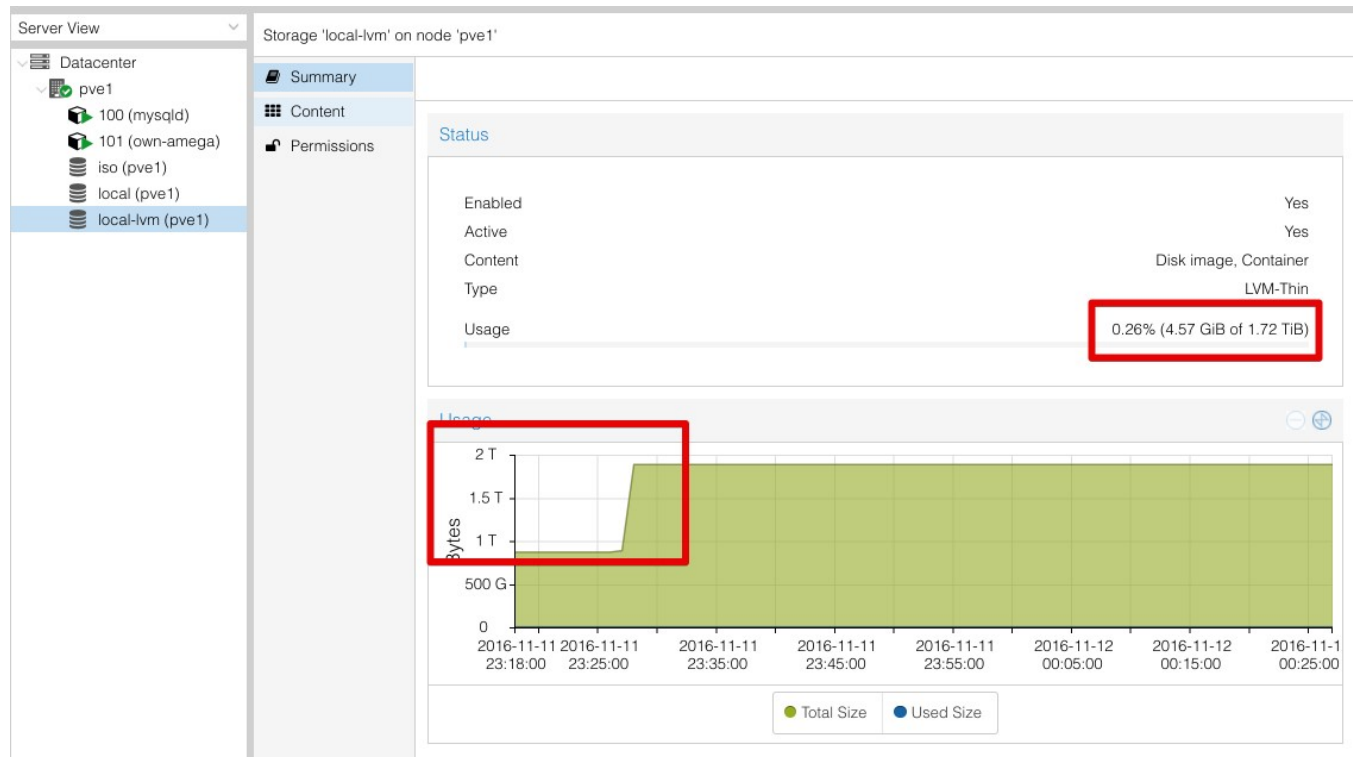 Server View
Datacenter
pve1
100 (mysqld)
101 (own-amega)
iso (pve1)
local (pve1)
local-lvm (pve1)
Storage 'local-lvm' on node 'pve1'
Summary
Content
Permissions
Status
Enabled Yes
Active Yes
Content Disk image, Container
Type LVM-Thin
Usage 0.26% (4.57 GiB of 1.72 TiB)
Usage
Bytes
2 T
1.5 T
1 T
500 G
0
2016-11-11 2016-11-11 2016-11-11 2016-11-11 2016-11-11 2016-11-12 2016-11-12 2016-11-1
23:18:00 23:25:00 23:35:00 23:45:00 23:55:00 00:05:00 00:15:00 00:25:00
Total Size Used Size